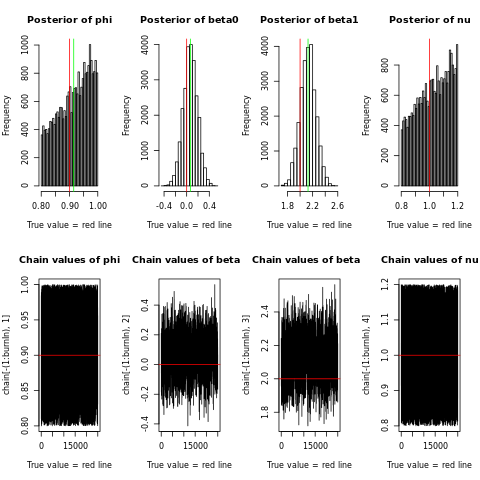 Posterior of phi
Posterior of beta0
Posterior of beta1
Posterior of nu
Frequency
0 200 400 600 800 1000
0.80 0.90 1.00
True value = red line
Frequency
0 1000 2000 3000 4000
-0.4 0.0 0.4
True value = red line
Frequency
0 1000 2000 3000 4000
1.8 2.2 2.6
True value = red line
Frequency
0 200 400 600 800
0.8 1.0 1.2
True value = red line
Chain values of phi
Chain values of beta
Chain values of beta
Chain values of nu
chain[-(1:burnIn), 1]
0.80 0.85 0.90 0.95 1.00
0 15000
True value = red line
chain[-(1:burnIn), 2]
-0.4 -0.2 0.0 0.2 0.4
0 15000
True value = red line
chain[-(1:burnIn), 3]
1.8 2.0 2.2 2.4
0 15000
True value = red line
chain[-(1:burnIn), 4]
0.8 0.9 1.0 1.1 1.2
0 15000
True value = red line